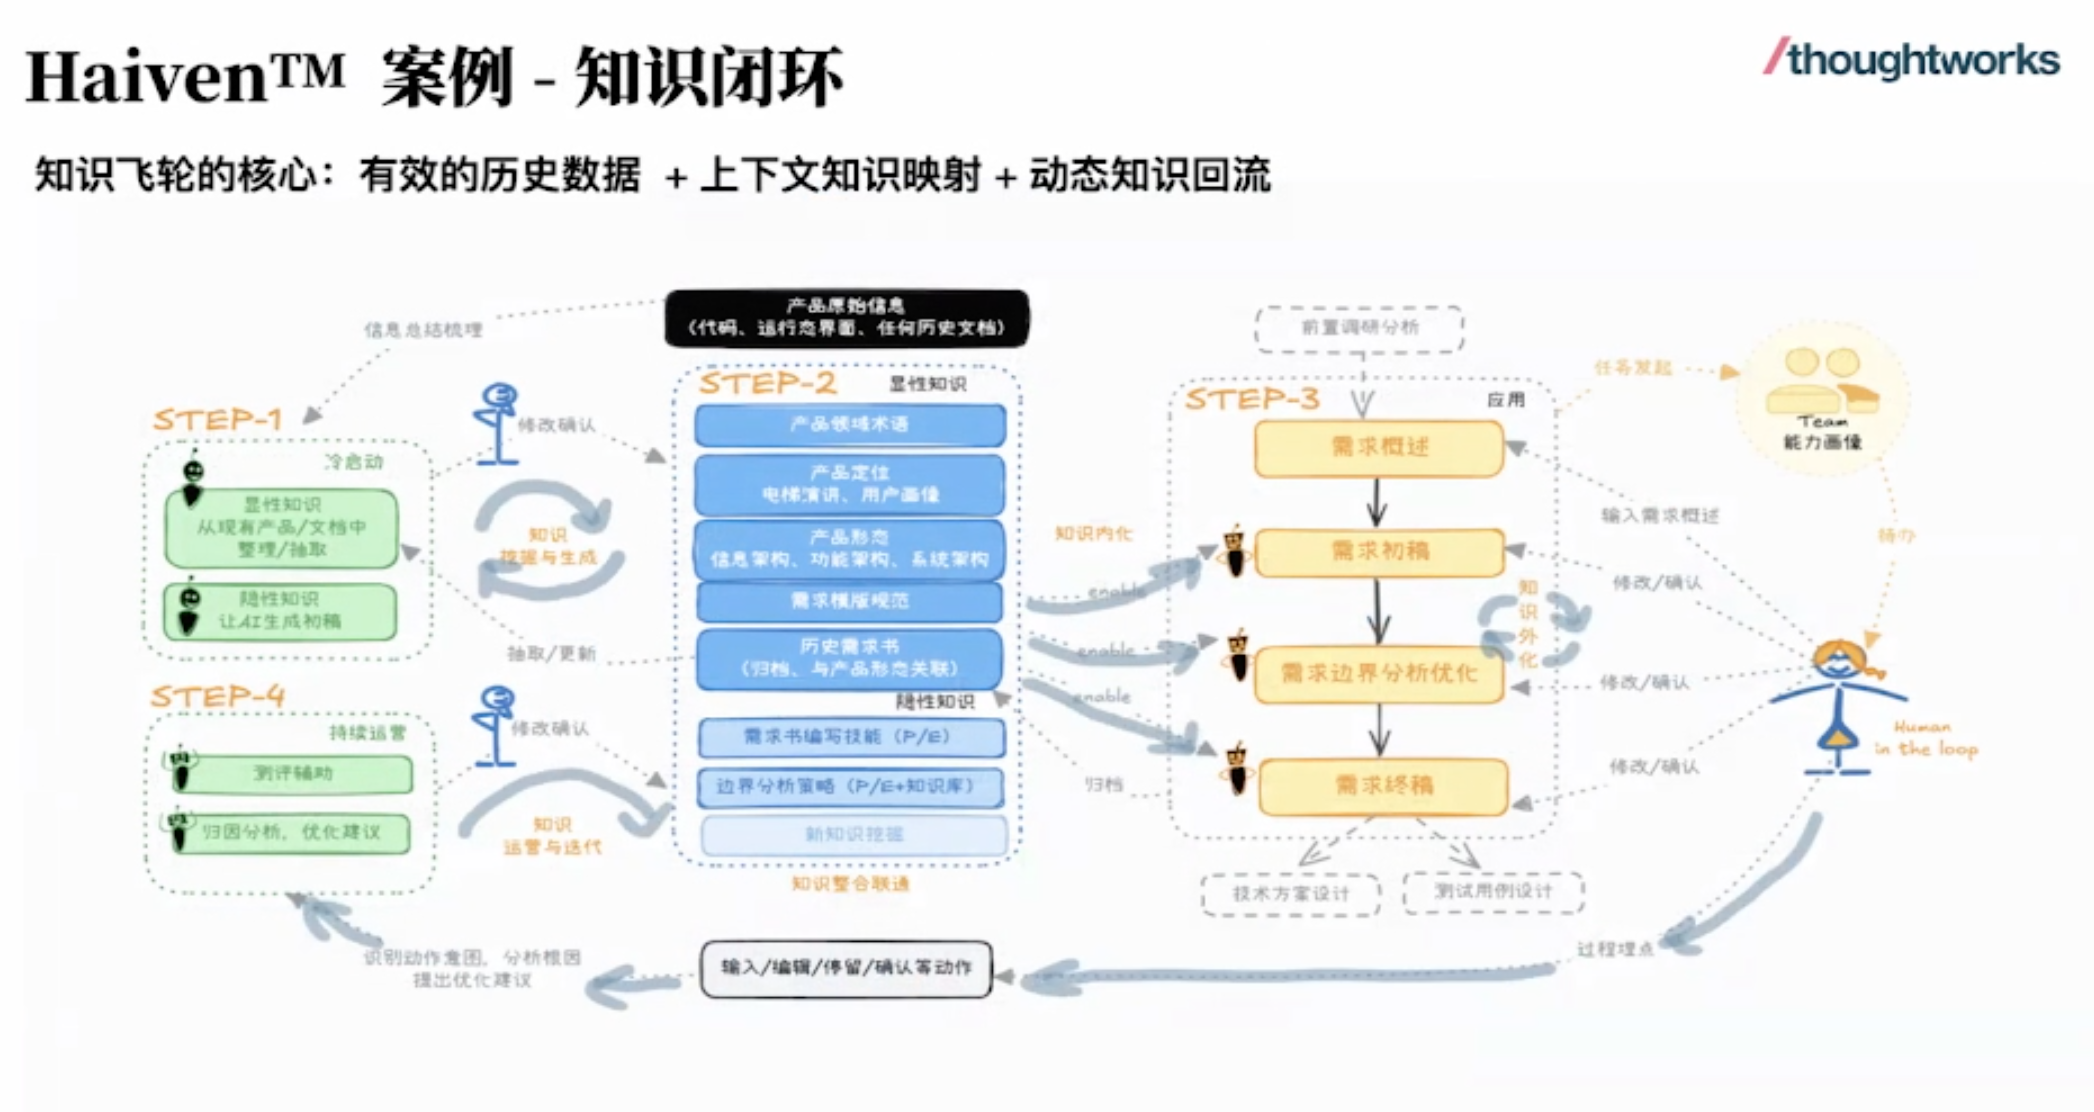 Haiven™ 案例 - 知识闭环
/thoughtworks
知识飞轮的核心：有效的历史数据 + 上下文知识映射 + 动态知识回流
产品原始信息
（代码、运行态界面、任何历史文档）
信息总结梳理
STEP-1
冷启动
显性知识
从现有产品/文档中
整理/抽取
隐性知识
让AI生成初稿
修改确认
知识
挖掘与生成
抽取/更新
STEP-4
持续运营
测评辅助
归因分析，优化建议
修改确认
知识
运营与迭代
STEP-2
显性知识
产品领域术语
产品定位
电梯演讲、用户画像
产品形态
信息架构、功能架构、系统架构
需求模版规范
历史需求书
（归档、与产品形态关联）
隐性知识
需求书编写技能（P/E）
边界分析策略（P/E+知识库）
新知识挖掘
知识整合联通
知识内化
enable
enable
enable
归档
前置调研分析
STEP-3
应用
需求概述
需求初稿
需求边界分析优化
需求终稿
知
识
外
化
技术方案设计
测试用例设计
任务发起
Team
能力画像
待办
输入需求概述
修改/确认
修改/确认
修改/确认
Human
in the loop
过程埋点
输入/编辑/停留/确认等动作
识别动作意图，分析根因
提出优化建议